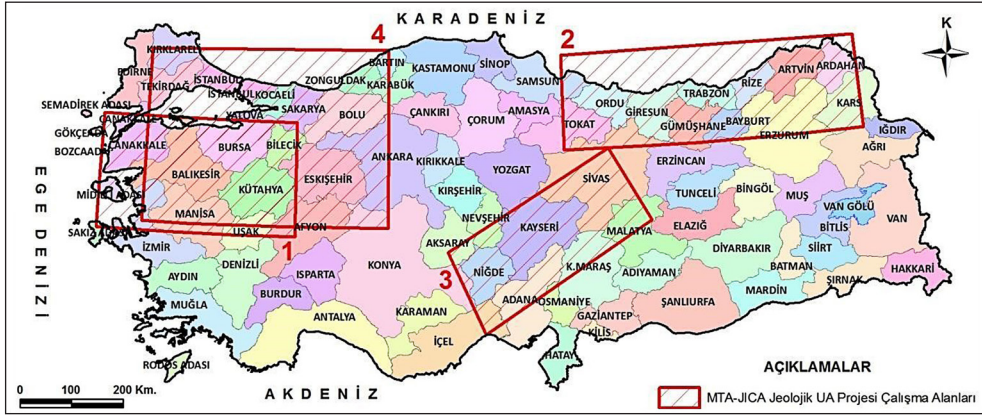 KARADENİZ
K
4
2
KIRKLARELİ
BARTIN
KASTAMONU
SİNOP
ARTVİN
ARDAHAN
EDİRNE
TEKİRDAĞ
İSTANBUL
ZONGULDAK
KARABÜK
SAMSUN
RİZE
TRABZON
İSTANBUL
KOCAELİ
SAKARYA
ORDU
GİRESUN
KARS
SEMADİREK ADASI
ÇANAKKALE
YALOVA
BOLU
ÇANKIRI
ÇORUM
AMASYA
TOKAT
GÜMÜŞHANE
BAYBURT
ERZURUM
IĞDIR
GÖKÇEADA
BOZCAADA
ÇANAKKALE
BURSA
BİLECİK
ANKARA
KIRIKKALE
YOZGAT
SİVAS
ERZİNCAN
AĞRI
BALIKESİR
KÜTAHYA
ESKİŞEHİR
KIRŞEHİR
TUNCELİ
BİNGÖL
MUŞ
VAN GÖLÜ
VAN
MANİSA
UŞAK
AFYON
NEVŞEHİR
KAYSERİ
MALATYA
ELAZIĞ
BİTLİS
SAKIZ ADASI
1
İZMİR
AKSARAY
DİYARBAKIR
SİİRT
EGE DENİZİ
AYDIN
DENİZLİ
ISPARTA
KONYA
3
NİĞDE
K.MARAŞ
ADIYAMAN
BATMAN
ŞIRNAK
HAKKARİ
MUĞLA
BURDUR
ANTALYA
KARAMAN
ADANA
OSMANİYE
GAZİANTEP
ŞANLIURFA
MARDİN
İÇEL
KİLİS
HATAY
RODOS ADASI
AKDENİZ
AÇIKLAMALAR
0 100 200 Km.
MTA-JICA Jeolojik UA Projesi Çalışma Alanları